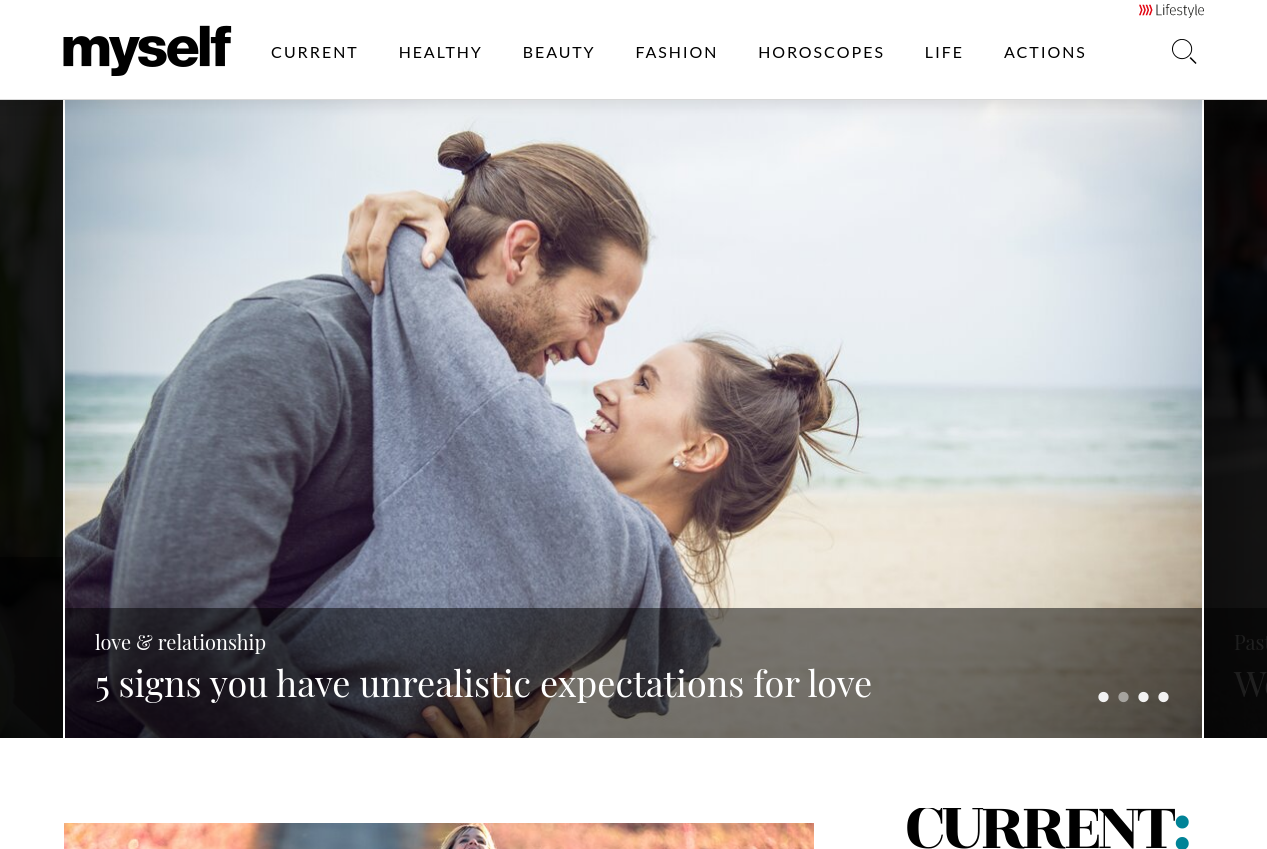 Lifestyle
myself
CURRENT HEALTHY BEAUTY FASHION HOROSCOPES LIFE ACTIONS
love & relationship
5 signs you have unrealistic expectations for love
CURRENT: